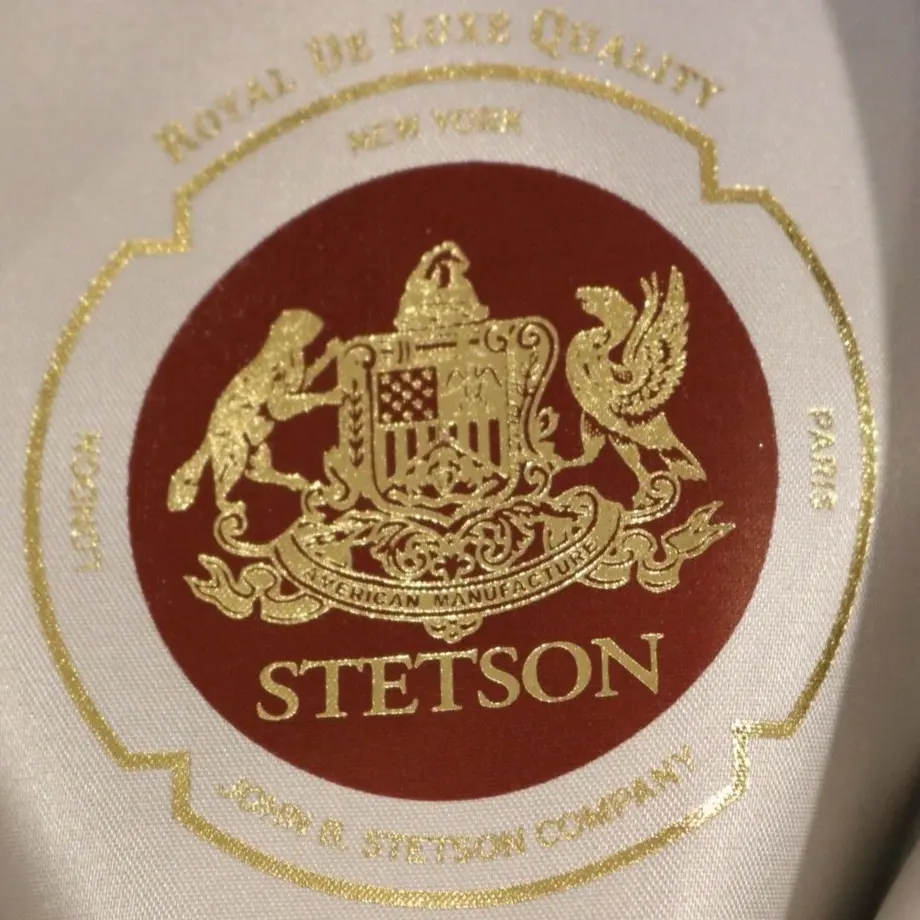 ROYAL DE LUXE QUALITY
NEW YORK
LONDON
PARIS
AMERICAN MANUFACTURE
STETSON
JOHN B. STETSON COMPANY